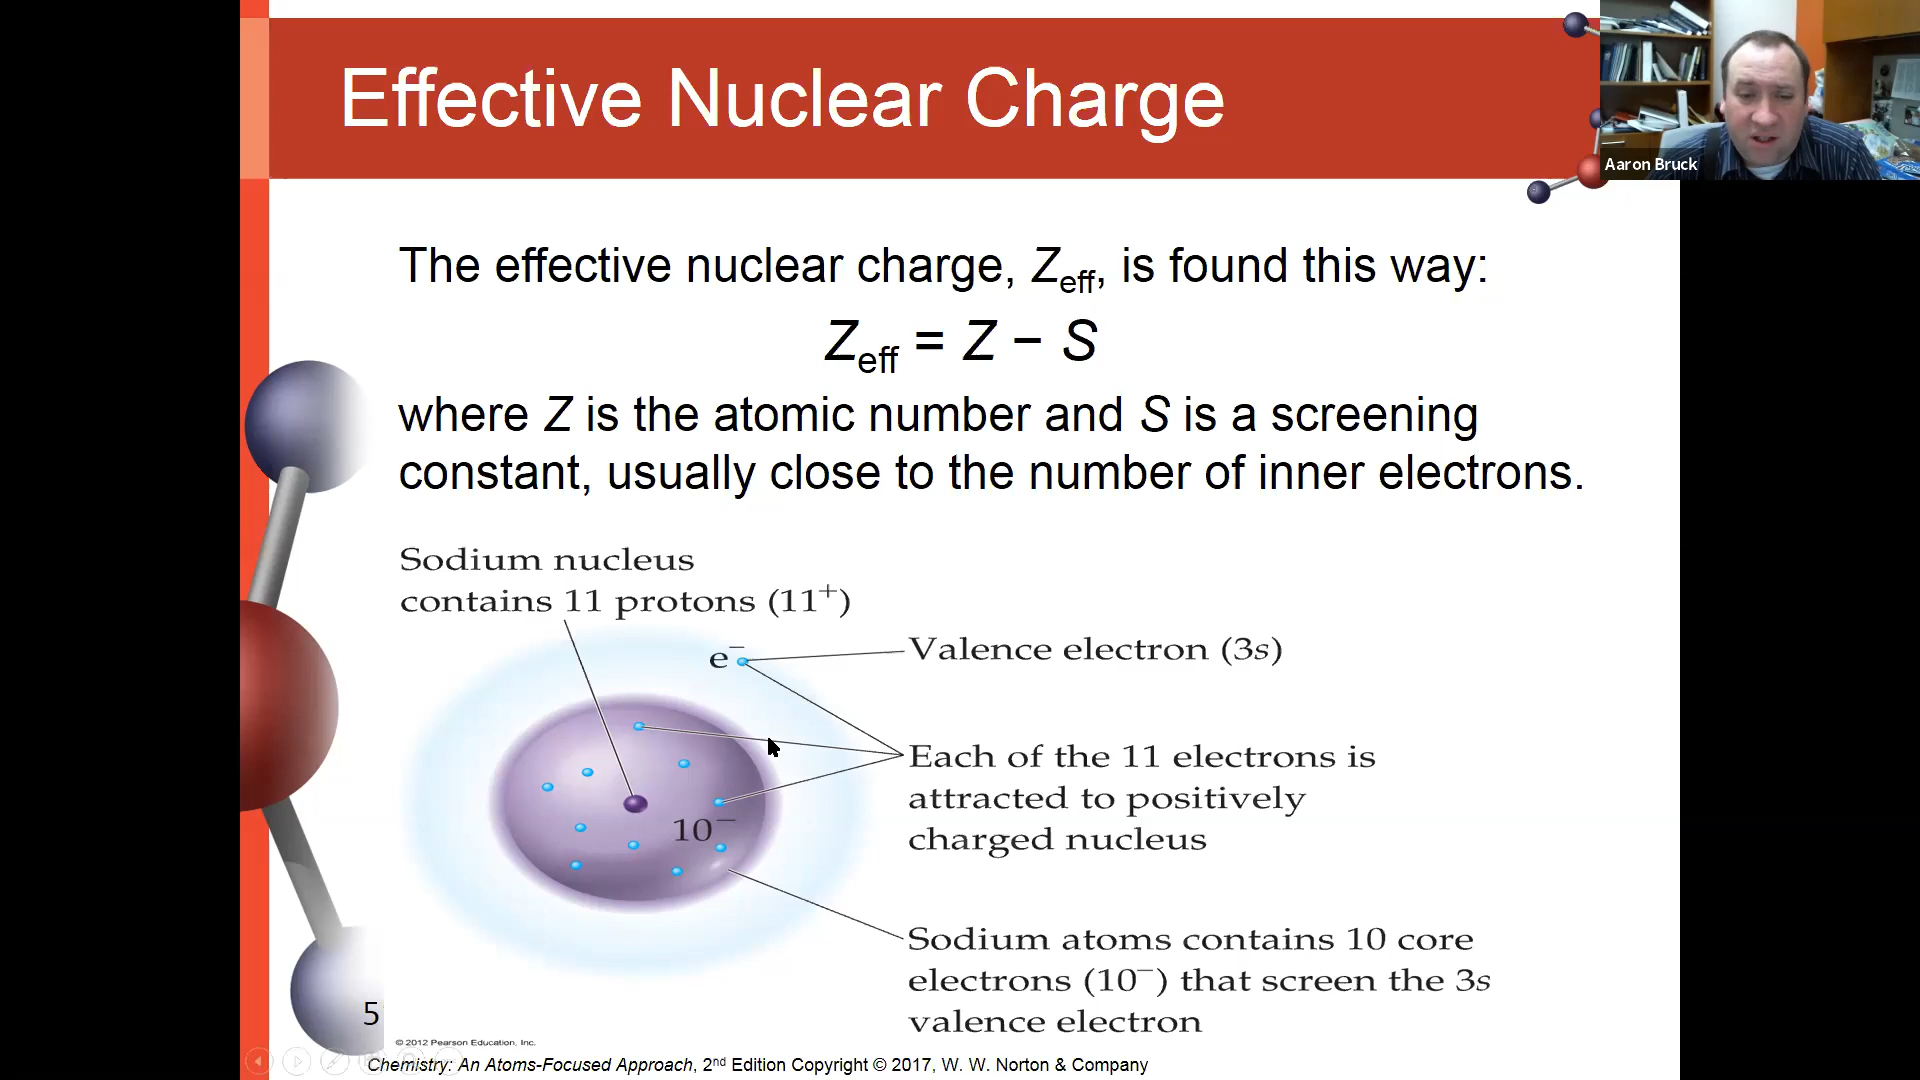 Effective Nuclear Charge
Aaron Bruck
The effective nuclear charge, Zeff, is found this way:
Zeff = Z − S
where Z is the atomic number and S is a screening
constant, usually close to the number of inner electrons.
Sodium nucleus
contains 11 protons (11⁺)
e⁻
Valence electron (3s)
Each of the 11 electrons is
attracted to positively
charged nucleus
10⁻
Sodium atoms contains 10 core
electrons (10⁻) that screen the 3s
valence electron
5
© 2012 Pearson Education, Inc.
Chemistry: An Atoms-Focused Approach, 2nd Edition Copyright © 2017, W. W. Norton & Company